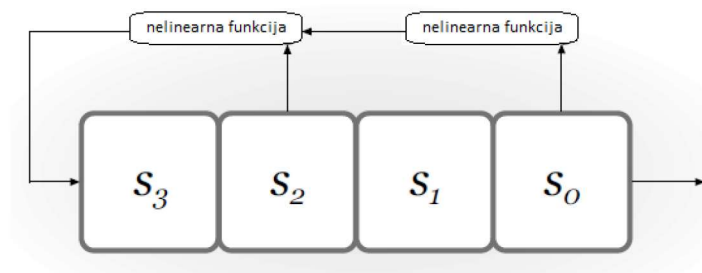 nelinearna funkcija nelinearna funkcija
s₃ s₂ s₁ s₀